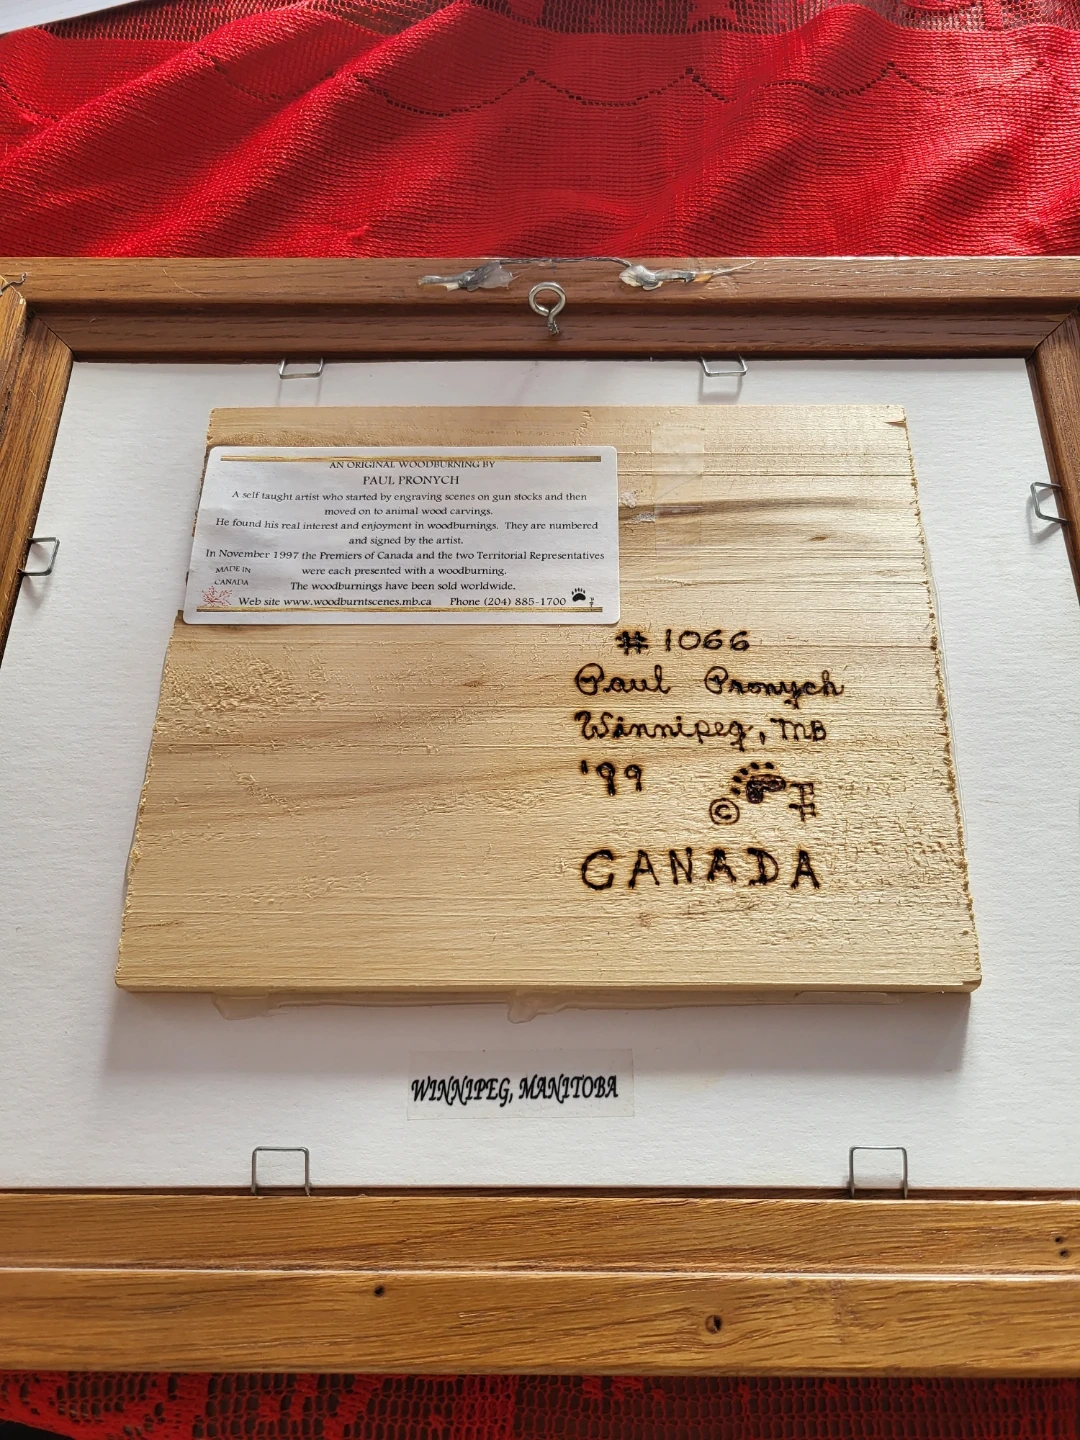 AN ORIGINAL WOODBURNING BY
PAUL PRONYCH
A self taught artist who started by engraving scenes on gun stocks and then
moved on to animal wood carvings.
He found his real interest and enjoyment in woodburnings. They are numbered
and signed by the artist.
In November 1997 the Premiers of Canada and the two Territorial Representatives
were each presented with a woodburning.
MADE IN
CANADA
The woodburnings have been sold worldwide.
Web site www.woodburntscenes.mb.ca Phone (204) 885-1700
#1066
Paul Pronych
Winnipeg, MB
'99
©
CANADA
WINNIPEG, MANITOBA